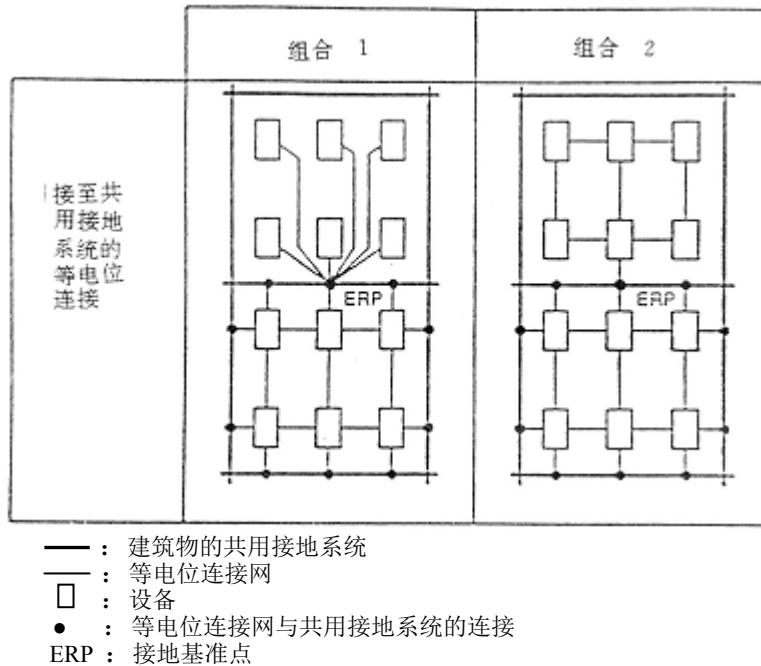 组合 1
组合 2
接至共
用接地
系统的
等电位
连接
ERP
ERP
：建筑物的共用接地系统
：等电位连接网
：设备
：等电位连接网与共用接地系统的连接
ERP ：接地基准点